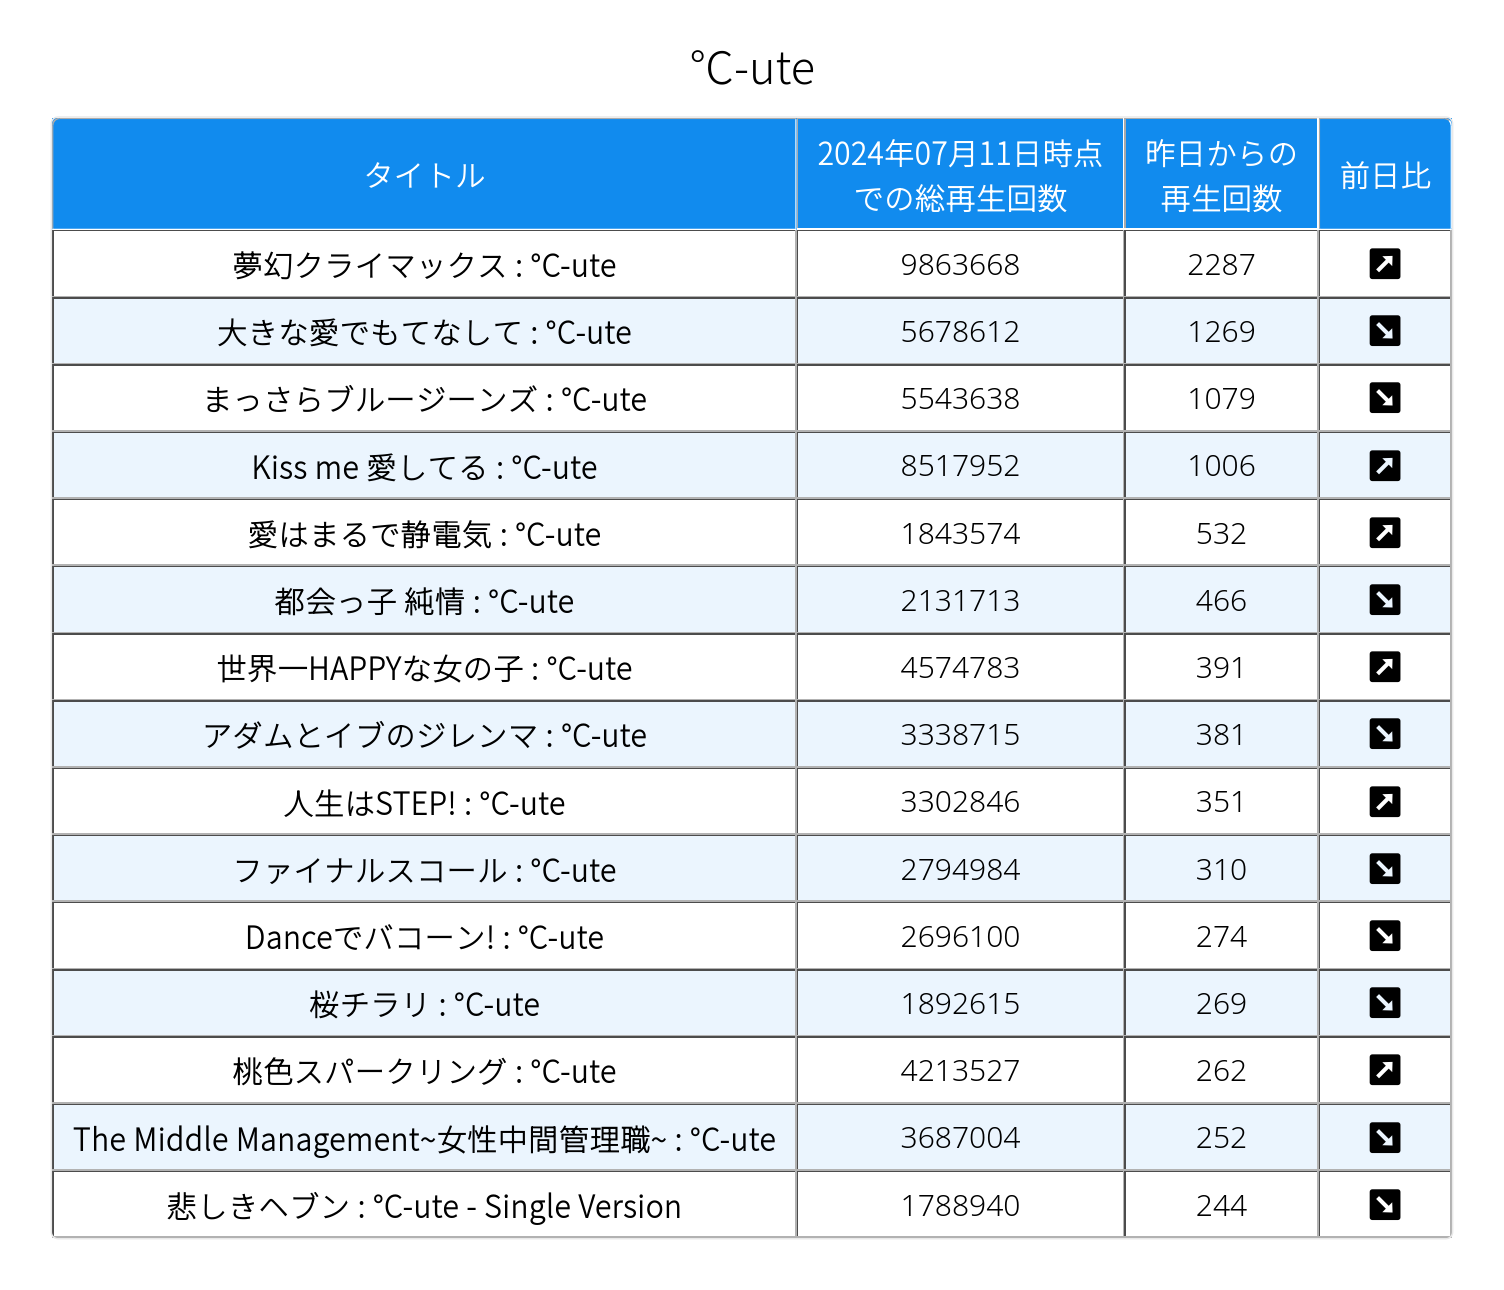 ℃-ute
タイトル
2024年07月11日時点
での総再生回数
昨日からの
再生回数
前日比
夢幻クライマックス : ℃-ute 9863668 2287
大きな愛でもてなして : ℃-ute 5678612 1269
まっさらブルージーンズ : ℃-ute 5543638 1079
Kiss me 愛してる : ℃-ute 8517952 1006
愛はまるで静電気 : ℃-ute 1843574 532
都会っ子 純情 : ℃-ute 2131713 466
世界一HAPPYな女の子 : ℃-ute 4574783 391
アダムとイブのジレンマ : ℃-ute 3338715 381
人生はSTEP! : ℃-ute 3302846 351
ファイナルスコール : ℃-ute 2794984 310
Danceでバコーン! : ℃-ute 2696100 274
桜チラリ : ℃-ute 1892615 269
桃色スパークリング : ℃-ute 4213527 262
The Middle Management~女性中間管理職~ : ℃-ute 3687004 252
悲しきヘブン : ℃-ute - Single Version 1788940 244